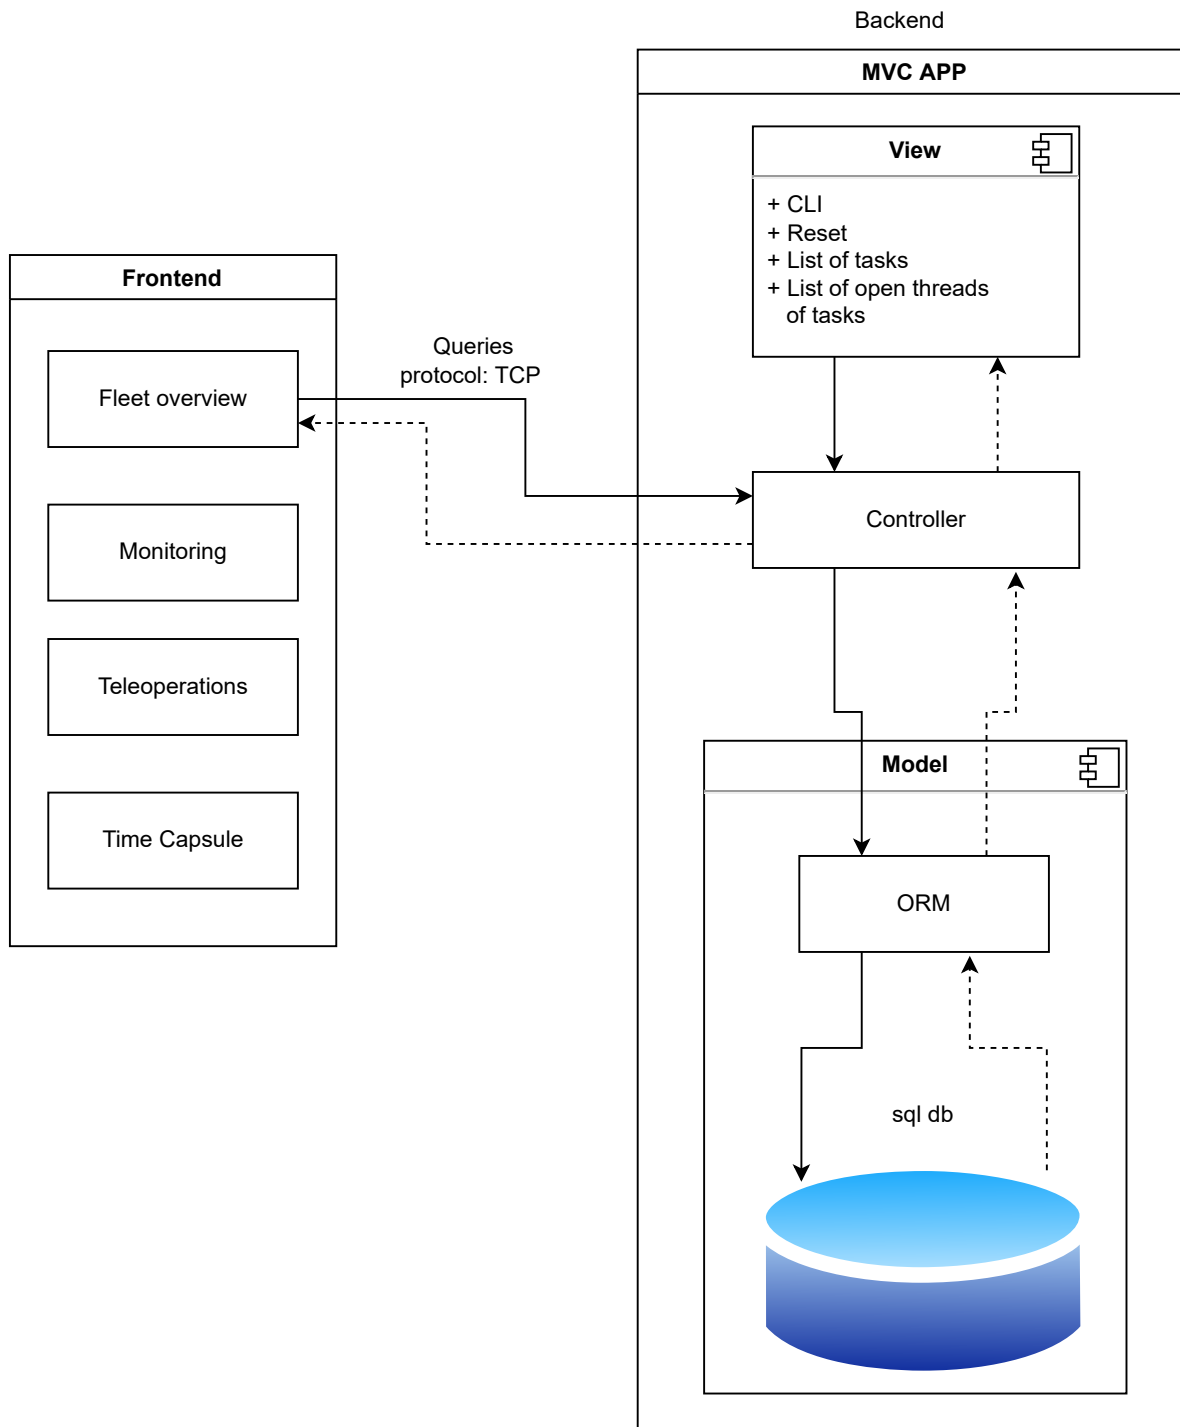 Backend
MVC APP
View
+ CLI
+ Reset
+ List of tasks
+ List of open threads
of tasks
Frontend
Fleet overview
Monitoring
Teleoperations
Time Capsule
Queries
protocol: TCP
Controller
Model
ORM
sql db